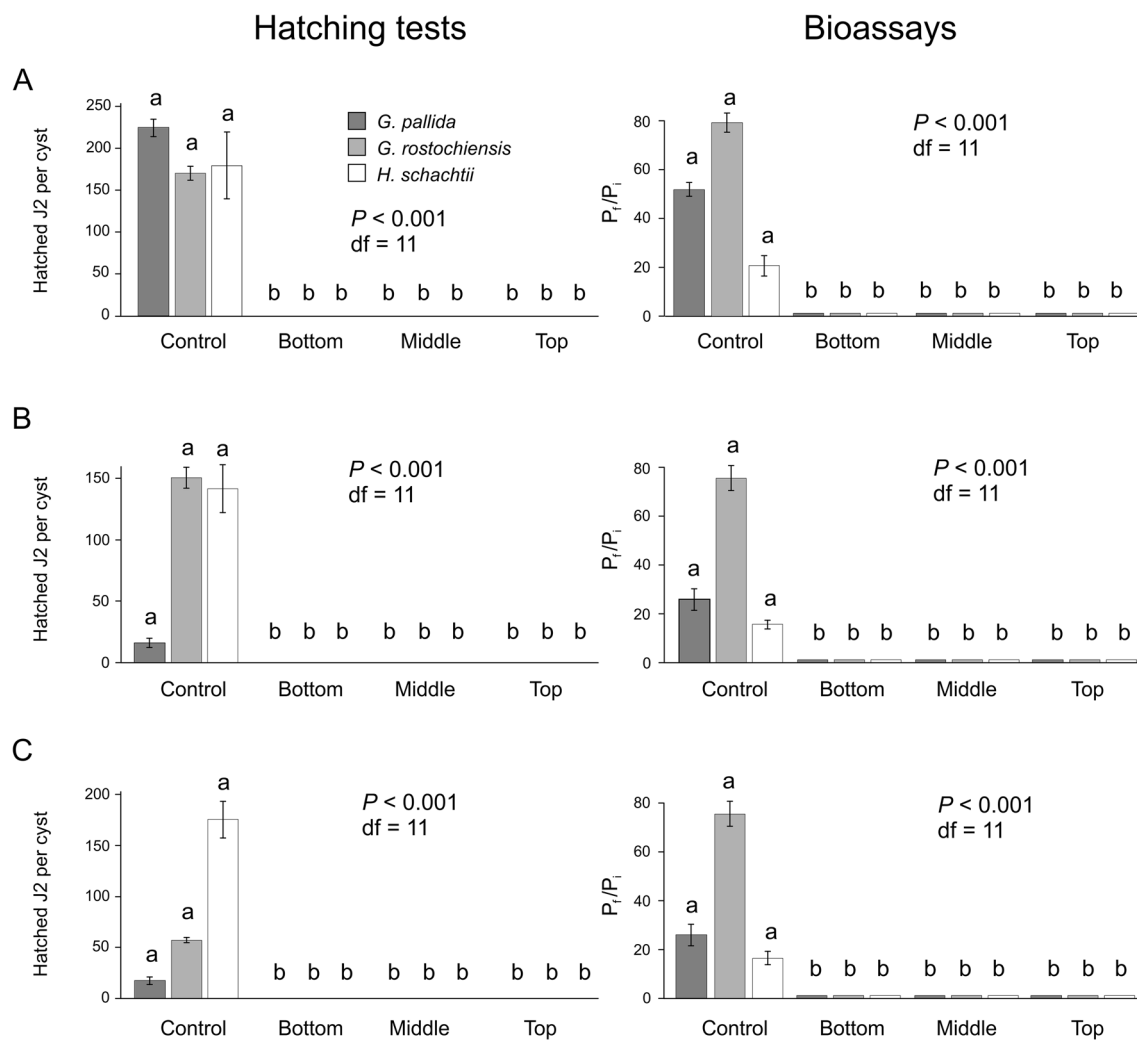 Hatching tests
Bioassays
A
Hatched J2 per cyst
250
200
150
100
50
0
a
a
a
G. pallida
G. rostochiensis
H. schachtii
P < 0.001
df = 11
b b b b b b b b b
Control Bottom Middle Top
Pf/Pi
80
60
40
20
0
a
a
a
P < 0.001
df = 11
b b b b b b b b b
Control Bottom Middle Top
B
Hatched J2 per cyst
150
100
50
0
a
a
a
P < 0.001
df = 11
b b b b b b b b b
Control Bottom Middle Top
Pf/Pi
80
60
40
20
0
a
a
a
P < 0.001
df = 11
b b b b b b b b b
Control Bottom Middle Top
C
Hatched J2 per cyst
200
150
100
50
0
a
a
a
P < 0.001
df = 11
b b b b b b b b b
Control Bottom Middle Top
Pf/Pi
80
60
40
20
0
a
a
a
P < 0.001
df = 11
b b b b b b b b b
Control Bottom Middle Top